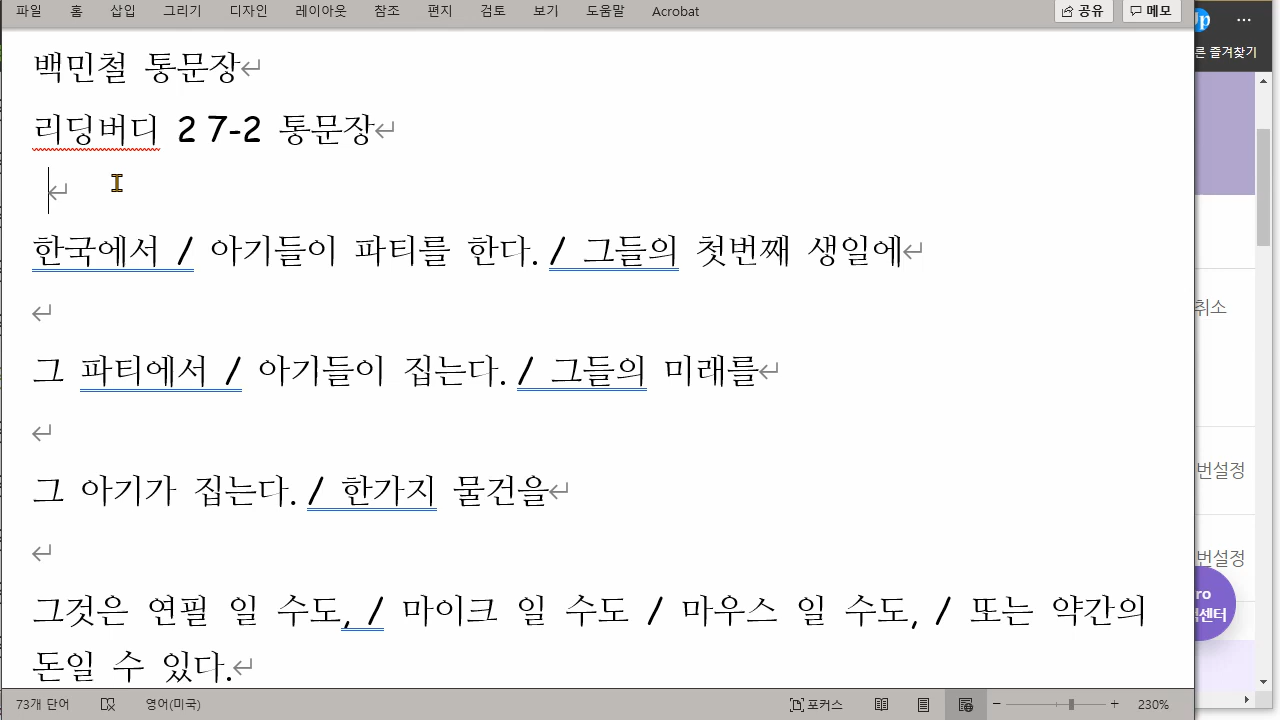 파일 홈 삽입 그리기 디자인 레이아웃 참조 편지 검토 보기 도움말 Acrobat 공유 메모
백민철 통문장
리딩버디 2 7-2 통문장
한국에서 / 아기들이 파티를 한다. / 그들의 첫번째 생일에
그 파티에서 / 아기들이 집는다. / 그들의 미래를
그 아기가 집는다. / 한가지 물건을
그것은 연필 일 수도, / 마이크 일 수도 / 마우스 일 수도, / 또는 약간의
돈일 수 있다.
73개 단어 영어(미국) 포커스 230%
른 즐겨찾기
취소
번설정
번설정
센터